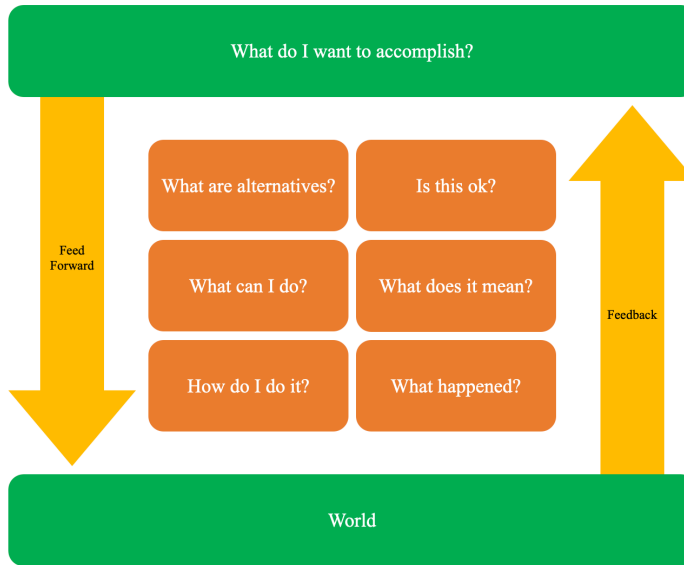 What do I want to accomplish?
What are alternatives?
Is this ok?
Feed
Forward
What can I do?
What does it mean?
Feedback
How do I do it?
What happened?
World